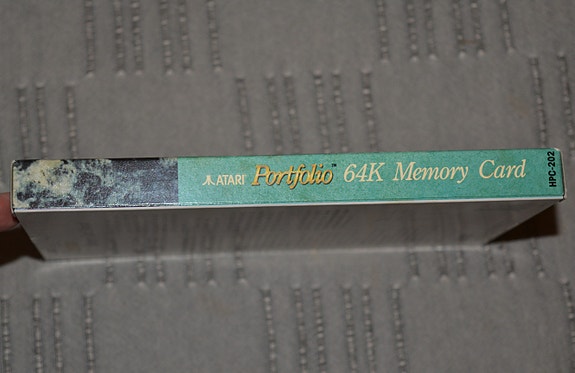 ATARI Portfolio™ 64K Memory Card
HPC-202